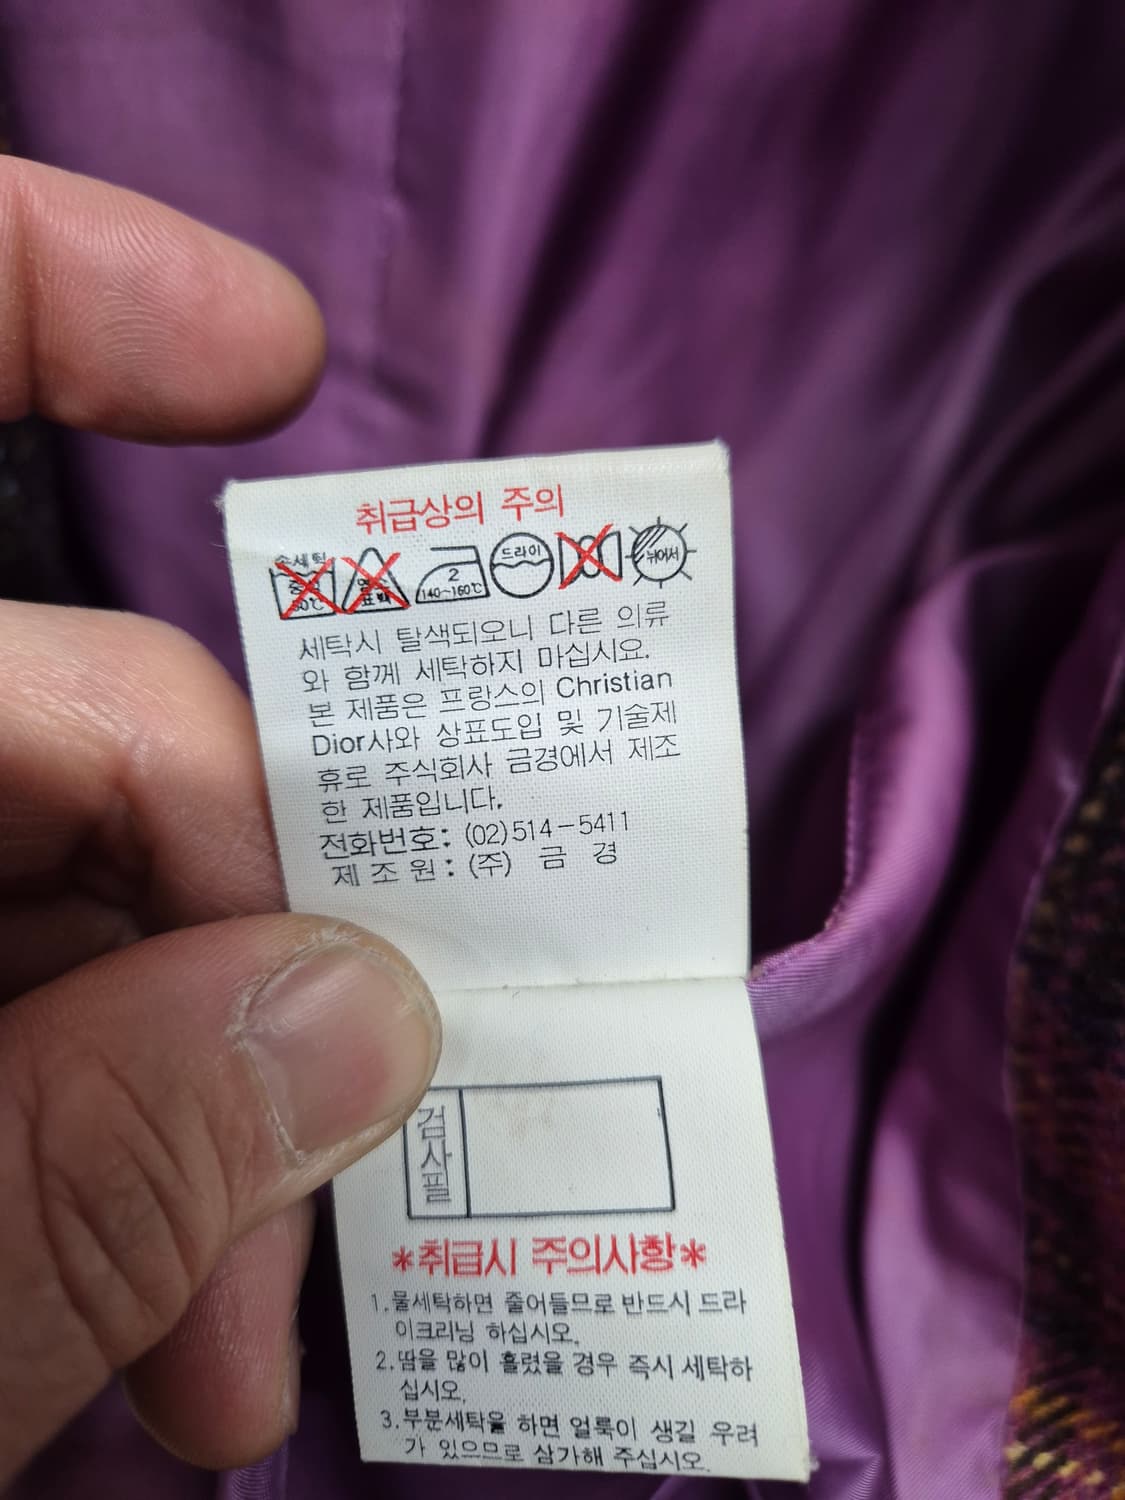 취급상의 주의
손세탁
중성
30℃
염소
표백
2
140~160℃
드라이
뉘어서
세탁시 탈색되오니 다른 의류
와 함께 세탁하지 마십시오.
본 제품은 프랑스의 Christian
Dior사와 상표도입 및 기술제
휴로 주식회사 금경에서 제조
한 제품입니다.
전화번호: (02)514-5411
제 조 원 : (주) 금 경
검사필
*취급시 주의사항*
1.물세탁하면 줄어들므로 반드시 드라
이크리닝 하십시오.
2.땀을 많이 흘렸을 경우 즉시 세탁하
십시오.
3.부분세탁을 하면 얼룩이 생길 우려
가 있으므로 삼가해 주십시오.